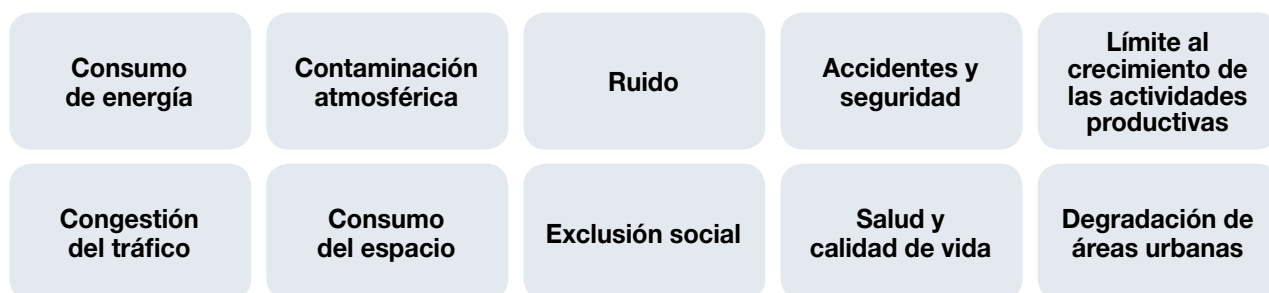 Consumo
de energía
Contaminación
atmosférica
Ruido
Accidentes y
seguridad
Límite al
crecimiento de
las actividades
productivas
Congestión
del tráfico
Consumo
del espacio
Exclusión social
Salud y
calidad de vida
Degradación de
áreas urbanas